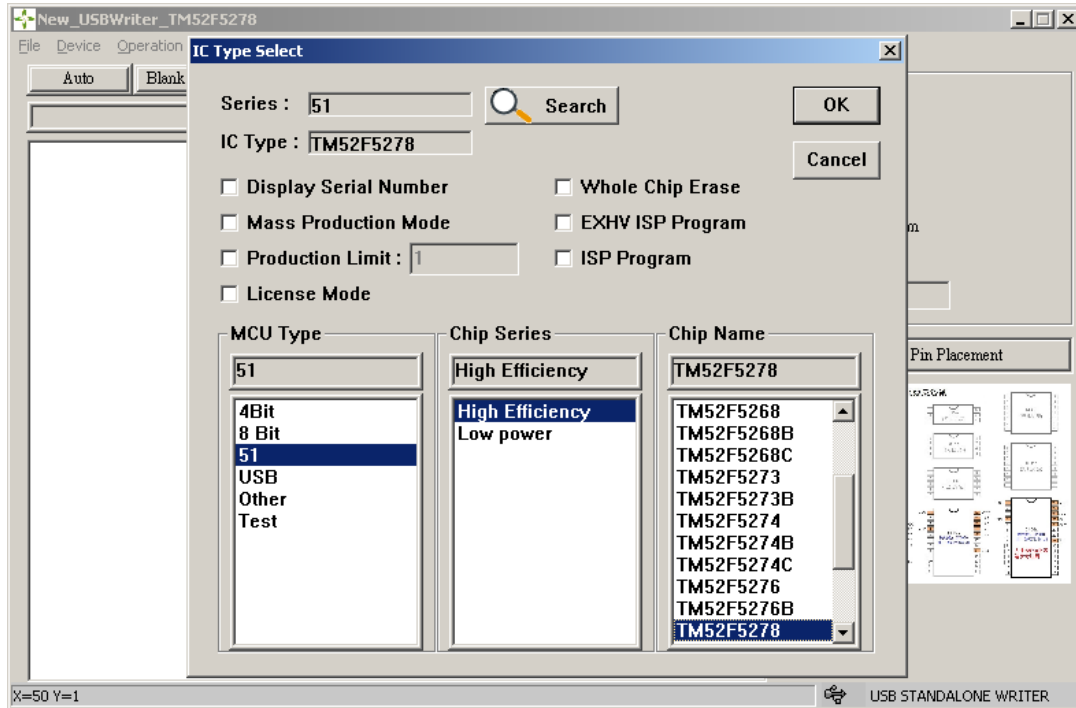 New_USBWriter_TM52F5278
File Device Operation
Auto Blank
IC Type Select
Series : 51 Search OK
IC Type : TM52F5278 Cancel
Display Serial Number Whole Chip Erase
Mass Production Mode EXHV ISP Program
Production Limit : 1 ISP Program
License Mode
m
MCU Type Chip Series Chip Name
51 High Efficiency TM52F5278
4Bit
8 Bit
51
USB
Other
Test
High Efficiency
Low power
TM52F5268
TM52F5268B
TM52F5268C
TM52F5273
TM52F5273B
TM52F5274
TM52F5274B
TM52F5274C
TM52F5276
TM52F5276B
TM52F5278
Pin Placement
X=50 Y=1 USB STANDALONE WRITER